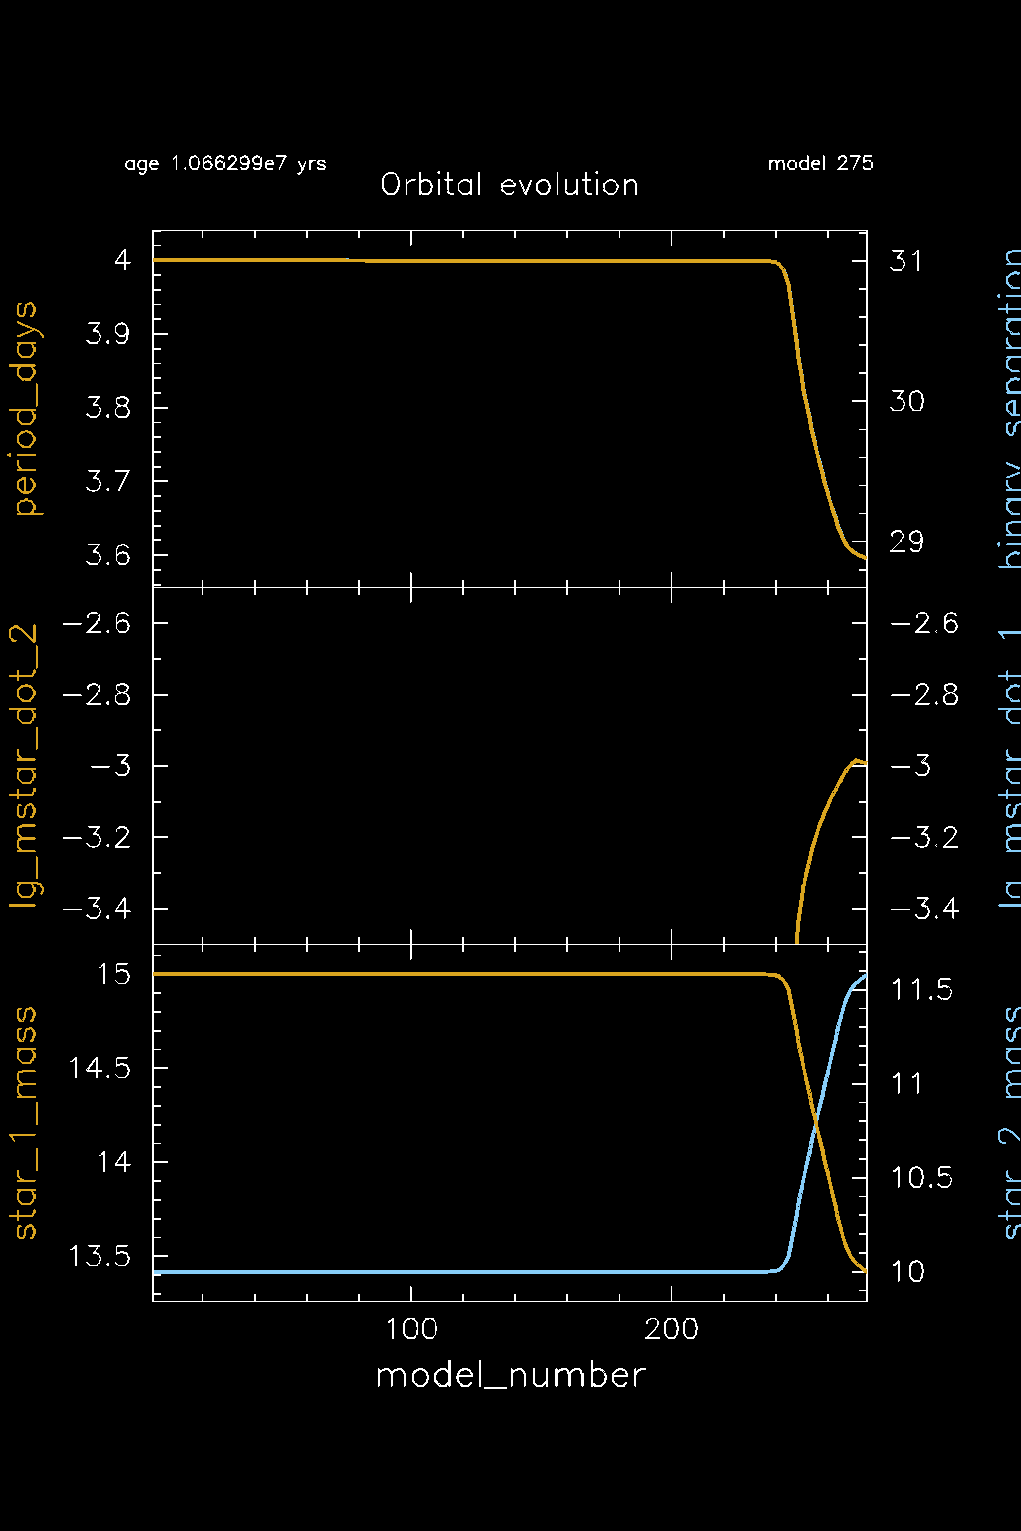 age 1.066299e7 yrs
model 275
Orbital evolution
period_days
4
3.9
3.8
3.7
3.6
31
30
29
binary separation
lg_mstar_dot_2
−2.6
−2.8
−3
−3.2
−3.4
−2.6
−2.8
−3
−3.2
−3.4
lg_mstar_dot_1
star_1_mass
15
14.5
14
13.5
11.5
11
10.5
10
star_2_mass
100
200
model_number